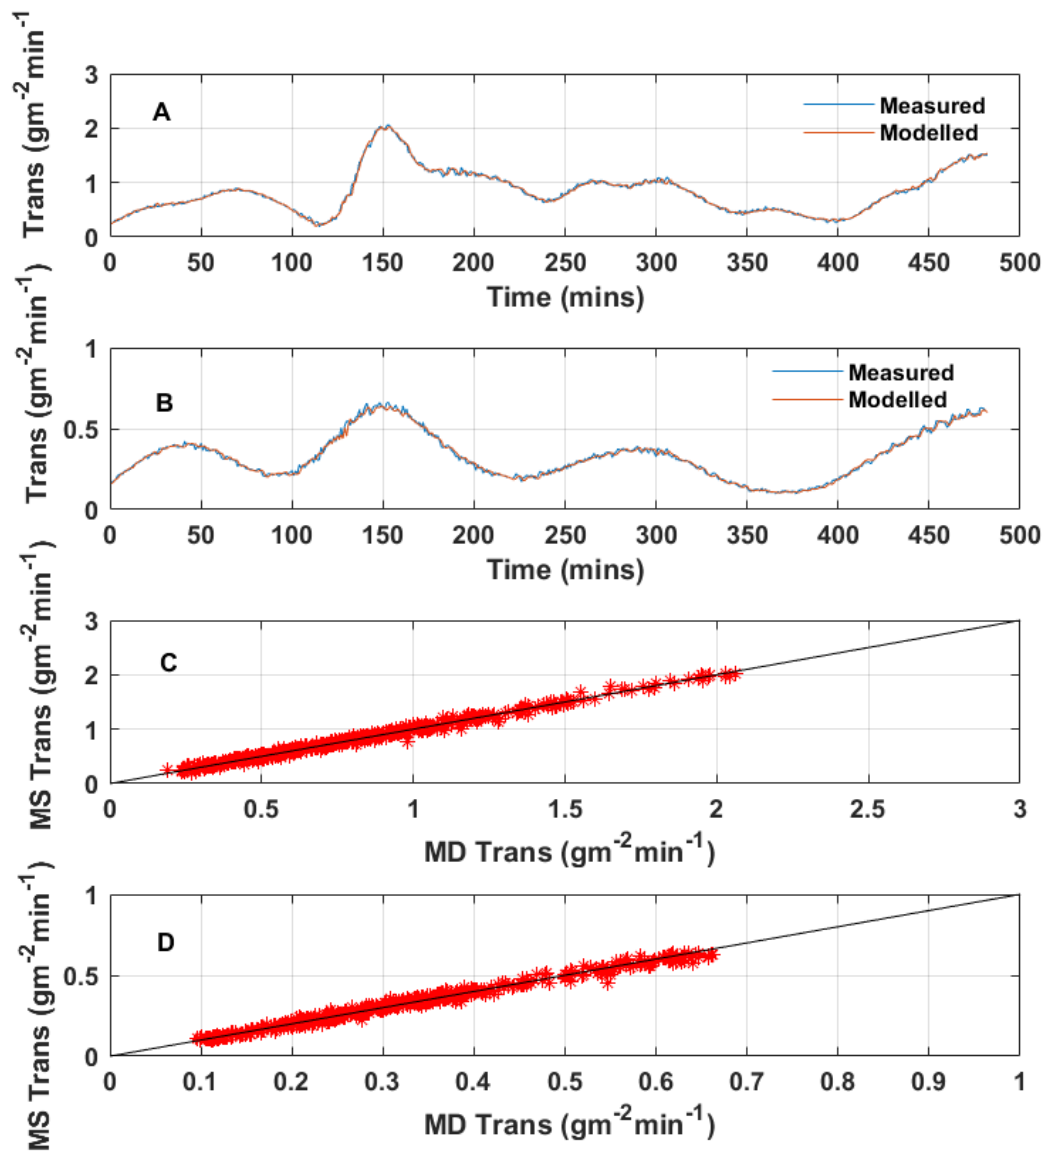 Trans (gm-2min-1
3
2
1
0
A
Measured
Modelled
0 50 100 150 200 250 300 350 400 450 500
Time (mins)
Trans (gm-2min-1)
1
0.5
0
B
Measured
Modelled
0 50 100 150 200 250 300 350 400 450 500
Time (mins)
MS Trans (gm-2min-1)
3
2
1
0
C
0 0.5 1 1.5 2 2.5 3
MD Trans (gm-2min-1)
MS Trans (gm-2min-1)
1
0.5
0
D
0 0.1 0.2 0.3 0.4 0.5 0.6 0.7 0.8 0.9 1
MD Trans (gm-2min-1)